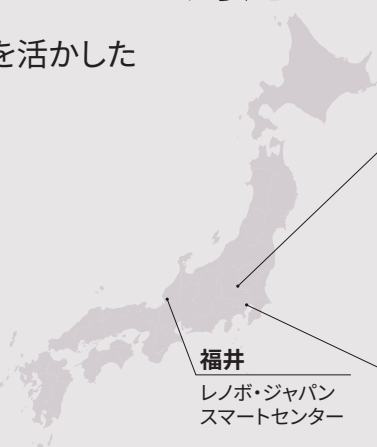 を活かした
福井
レノボ・ジャパン
スマートセンター